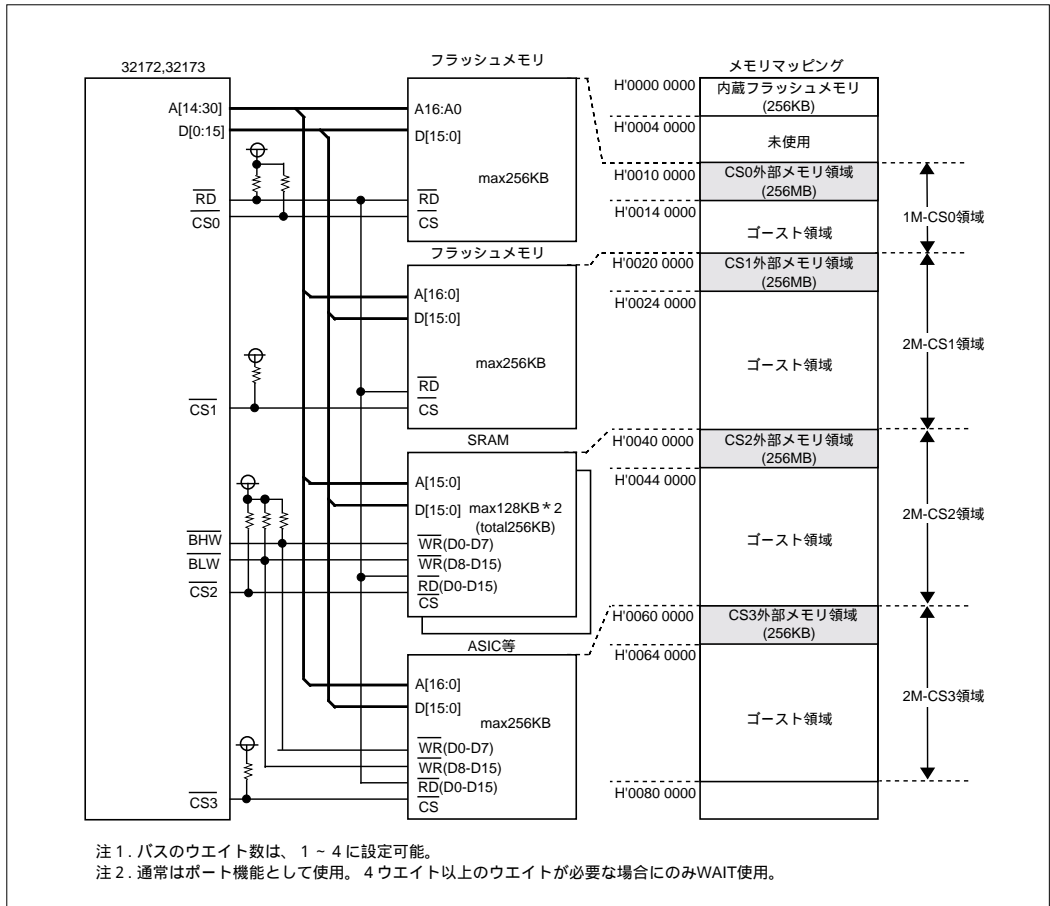 32172,32173
A[14:30]
D[0:15]
RD
CS0
CS1
BHW
BLW
CS2
CS3
フラッシュメモリ
A16:A0
D[15:0]
max256KB
RD
CS
フラッシュメモリ
A[16:0]
D[15:0]
max256KB
RD
CS
SRAM
A[15:0]
D[15:0]
max128KB*2
(total256KB)
WR(D0-D7)
WR(D8-D15)
RD(D0-D15)
CS
ASIC等
A[16:0]
D[15:0]
max256KB
WR(D0-D7)
WR(D8-D15)
RD(D0-D15)
CS
メモリマッピング
H'0000 0000
内蔵フラッシュメモリ
(256KB)
H'0004 0000
未使用
H'0010 0000
CS0外部メモリ領域
(256MB)
H'0014 0000
ゴースト領域
1M-CS0領域
H'0020 0000
CS1外部メモリ領域
(256MB)
H'0024 0000
ゴースト領域
2M-CS1領域
H'0040 0000
CS2外部メモリ領域
(256MB)
H'0044 0000
ゴースト領域
2M-CS2領域
H'0060 0000
CS3外部メモリ領域
(256KB)
H'0064 0000
ゴースト領域
2M-CS3領域
H'0080 0000
注1.バスのウエイト数は、1~4に設定可能。
注2.通常はポート機能として使用。4ウエイト以上のウエイトが必要な場合にのみWAIT使用。